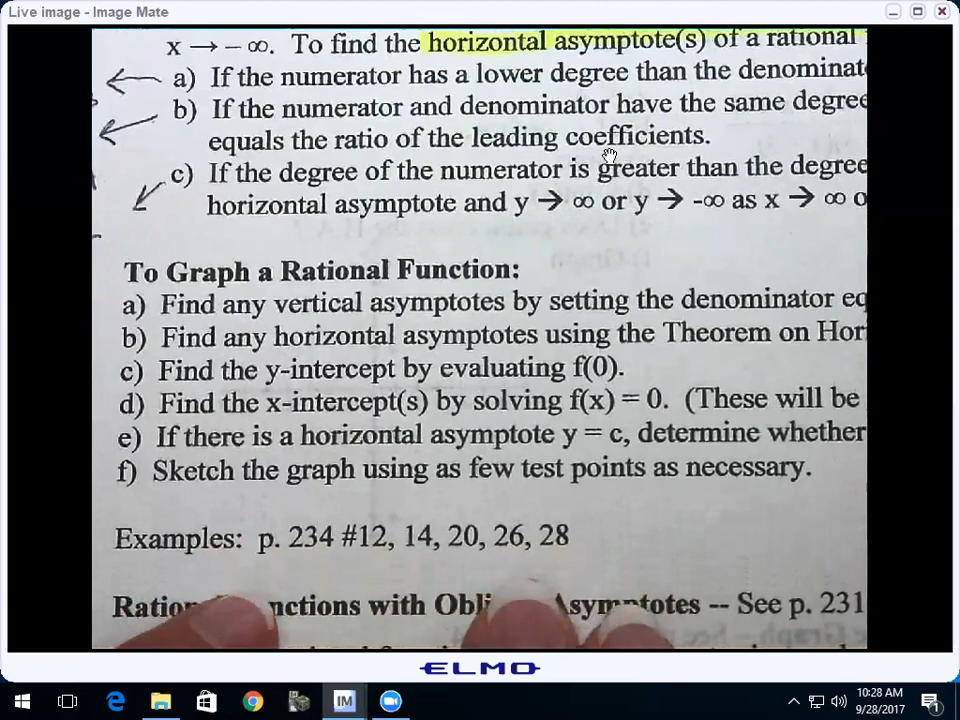 Live image - Image Mate
x → – ∞. To find the horizontal asymptote(s) of a rational
a) If the numerator has a lower degree than the
b) If the numerator and denominator have the same degree
equals the ratio of the leading coefficients.
c) If the degree of the numerator is greater than the degree
horizontal asymptote and y → ∞ or y → -∞ as x → ∞
To Graph a Rational Function:
a) Find any vertical asymptotes by setting the denominator
b) Find any horizontal asymptotes using the Theorem on
c) Find the y-intercept by evaluating f(0).
d) Find the x-intercept(s) by solving f(x) = 0. (These will be
e) If there is a horizontal asymptote y = c, determine whether
f) Sketch the graph using as few test points as necessary.
Examples: p. 234 #12, 14, 20, 26, 28
with Asymptotes -- See p. 231
ELMO
IM
10:28 AM
9/28/2017
1